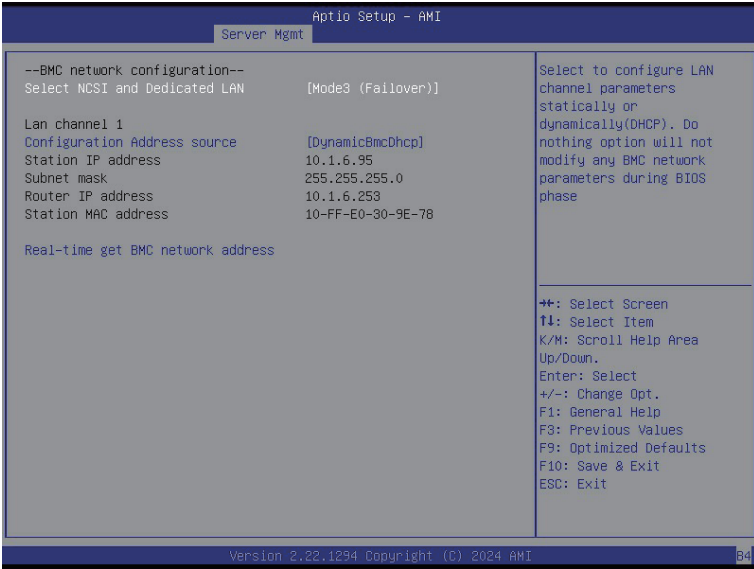 Aptio Setup – AMI
Server Mgmt
--BMC network configuration--
Select NCSI and Dedicated LAN [Mode3 (Failover)]
Lan channel 1
Configuration Address source [DynamicBmcDhcp]
Station IP address 10.1.6.95
Subnet mask 255.255.255.0
Router IP address 10.1.6.253
Station MAC address 10-FF-E0-30-9E-78
Real-time get BMC network address
Select to configure LAN
channel parameters
statically or
dynamically(DHCP). Do
nothing option will not
modify any BMC network
parameters during BIOS
phase
→←: Select Screen
↑↓: Select Item
K/M: Scroll Help Area
Up/Down.
Enter: Select
+/-: Change Opt.
F1: General Help
F3: Previous Values
F9: Optimized Defaults
F10: Save & Exit
ESC: Exit
Version 2.22.1294 Copyright (C) 2024 AMI
B4